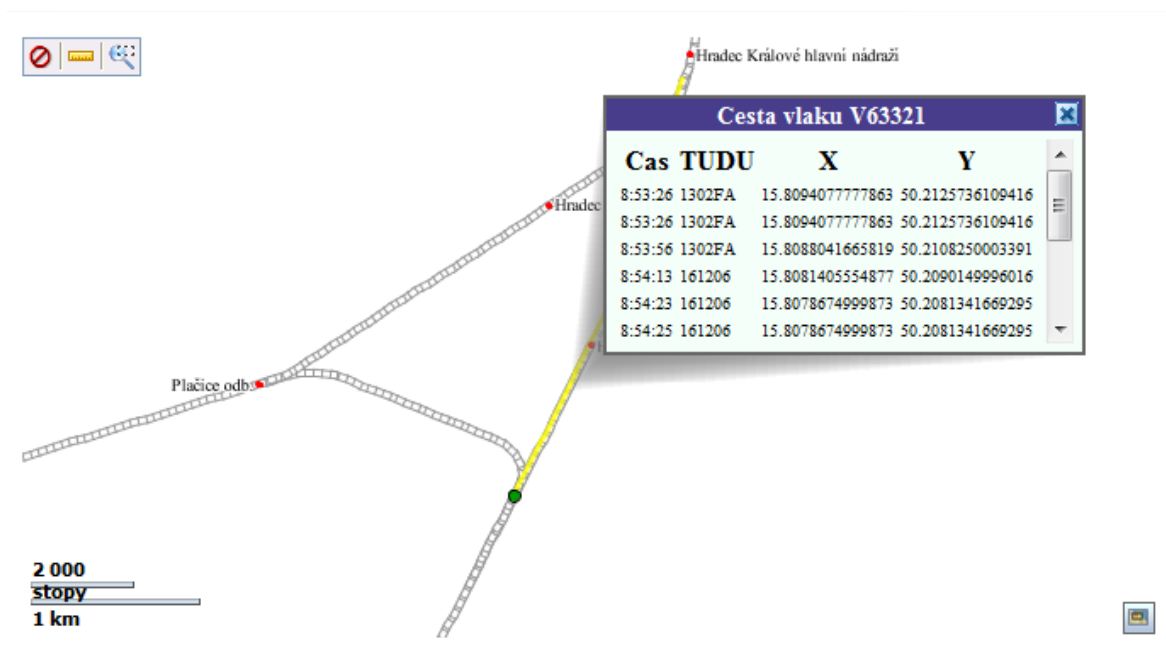 Hradec Králové hlavní nádraží
Cesta vlaku V63321
Cas TUDU X Y
8:53:26 1302FA 15.8094077777863 50.2125736109416
8:53:26 1302FA 15.8094077777863 50.2125736109416
8:53:56 1302FA 15.8088041665819 50.2108250003391
8:54:13 161206 15.8081405554877 50.2090149996016
8:54:23 161206 15.8078674999873 50.2081341669295
8:54:25 161206 15.8078674999873 50.2081341669295
Hradec
Plačice odb.
2 000
stopy
1 km